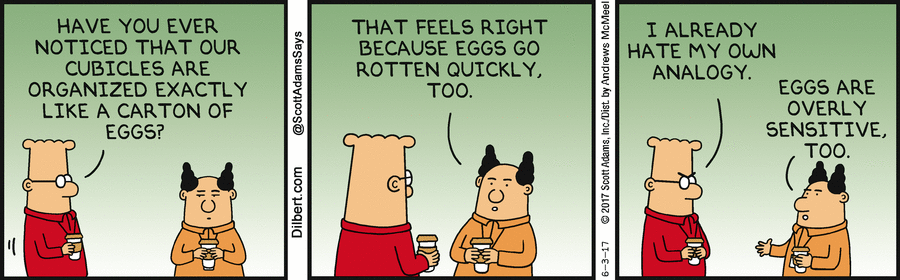 HAVE YOU EVER
NOTICED THAT OUR
CUBICLES ARE
ORGANIZED EXACTLY
LIKE A CARTON OF
EGGS?
Dilbert.com @ScottAdamsSays
THAT FEELS RIGHT
BECAUSE EGGS GO
ROTTEN QUICKLY,
TOO.
6-3-17 © 2017 Scott Adams, Inc./Dist. by Andrews McMeel
I ALREADY
HATE MY OWN
ANALOGY.
EGGS ARE
OVERLY
SENSITIVE,
TOO.